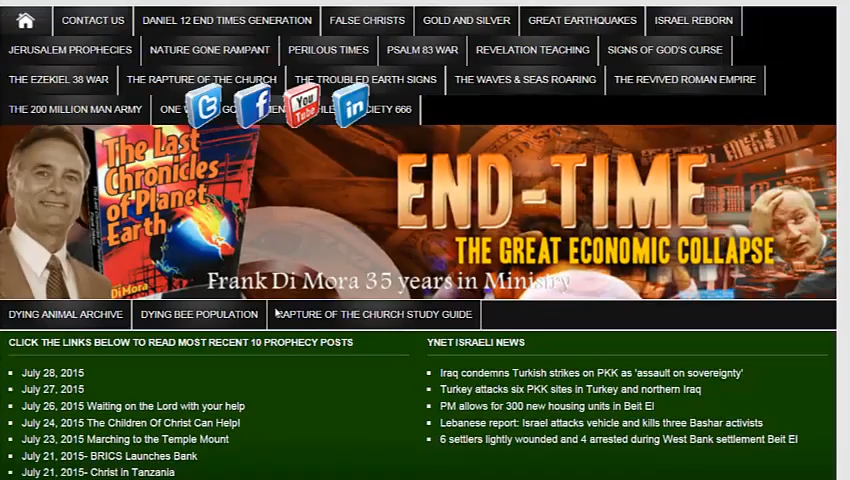 CONTACT US DANIEL 12 END TIMES GENERATION FALSE CHRISTS GOLD AND SILVER GREAT EARTHQUAKES ISRAEL REBORN
JERUSALEM PROPHECIES NATURE GONE RAMPANT PERILOUS TIMES PSALM 83 WAR REVELATION TEACHING SIGNS OF GOD'S CURSE
THE EZEKIEL 38 WAR THE RAPTURE OF THE CHURCH THE TROUBLED EARTH SIGNS THE WAVES & SEAS ROARING THE REVIVED ROMAN EMPIRE
THE 200 MILLION MAN ARMY ONE SOCIETY 666
You
Tube
in
The Last
Chronicles
of Planet
Earth
DiMora
END-TIME
THE GREAT ECONOMIC COLLAPSE
Frank Di Mora 35 years in Ministry
DYING ANIMAL ARCHIVE DYING BEE POPULATION RAPTURE OF THE CHURCH STUDY GUIDE
CLICK THE LINKS BELOW TO READ MOST RECENT 10 PROPHECY POSTS
July 28, 2015
July 27, 2015
July 26, 2015 Waiting on the Lord with your help
July 24, 2015 The Children Of Christ Can Help!
July 23, 2015 Marching to the Temple Mount
July 21, 2015- BRICS Launches Bank
July 21, 2015- Christ in Tanzania
YNET ISRAELI NEWS
Iraq condemns Turkish strikes on PKK as 'assault on sovereignty'
Turkey attacks six PKK sites in Turkey and northern Iraq
PM allows for 300 new housing units in Beit El
Lebanese report: Israel attacks vehicle and kills three Bashar activists
6 settlers lightly wounded and 4 arrested during West Bank settlement Beit El